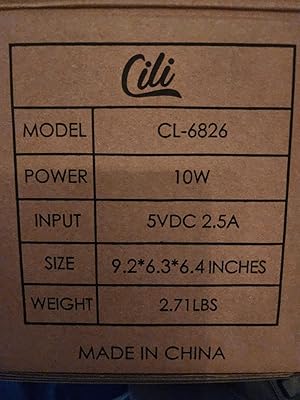 Cili
MODEL CL-6826
POWER 10W
INPUT 5VDC 2.5A
SIZE 9.2*6.3*6.4 INCHES
WEIGHT 2.71LBS
MADE IN CHINA